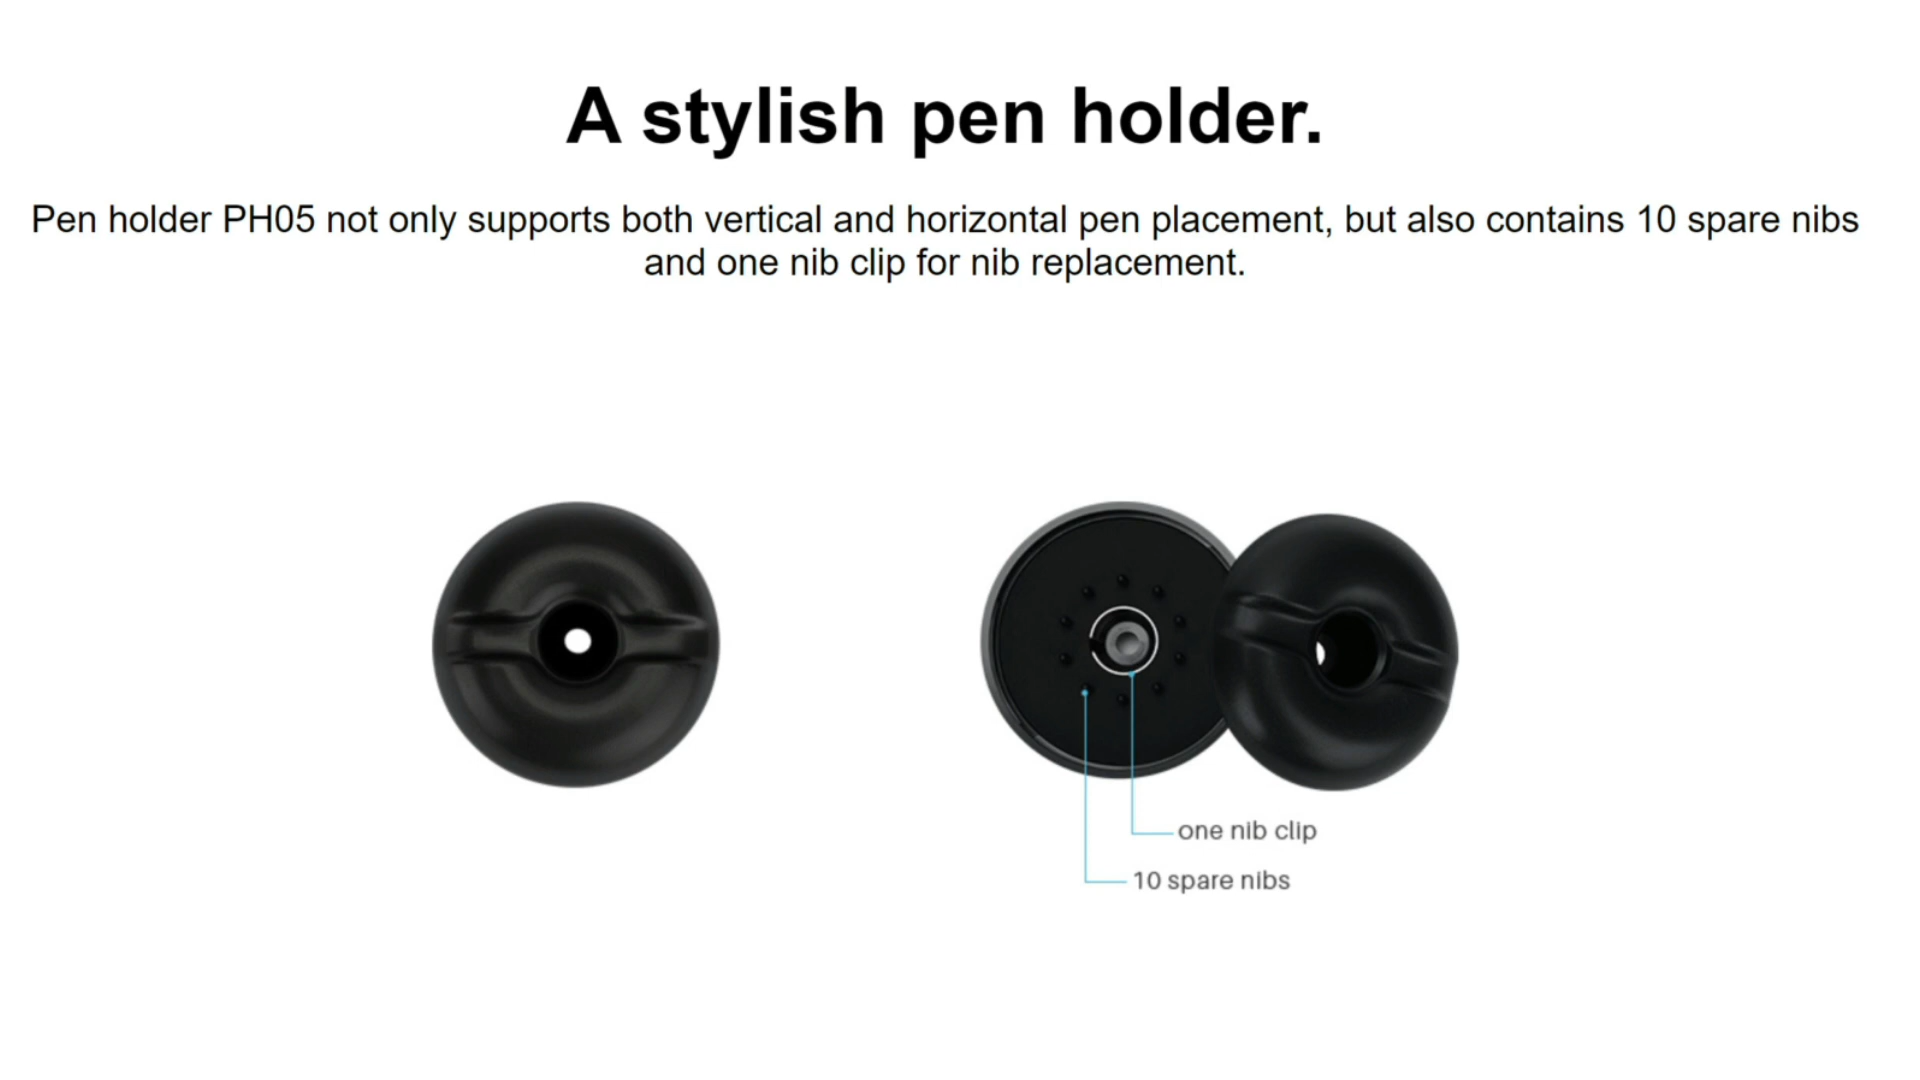 A stylish pen holder.
Pen holder PH05 not only supports both vertical and horizontal pen placement, but also contains 10 spare nibs
and one nib clip for nib replacement.
one nib clip
10 spare nibs